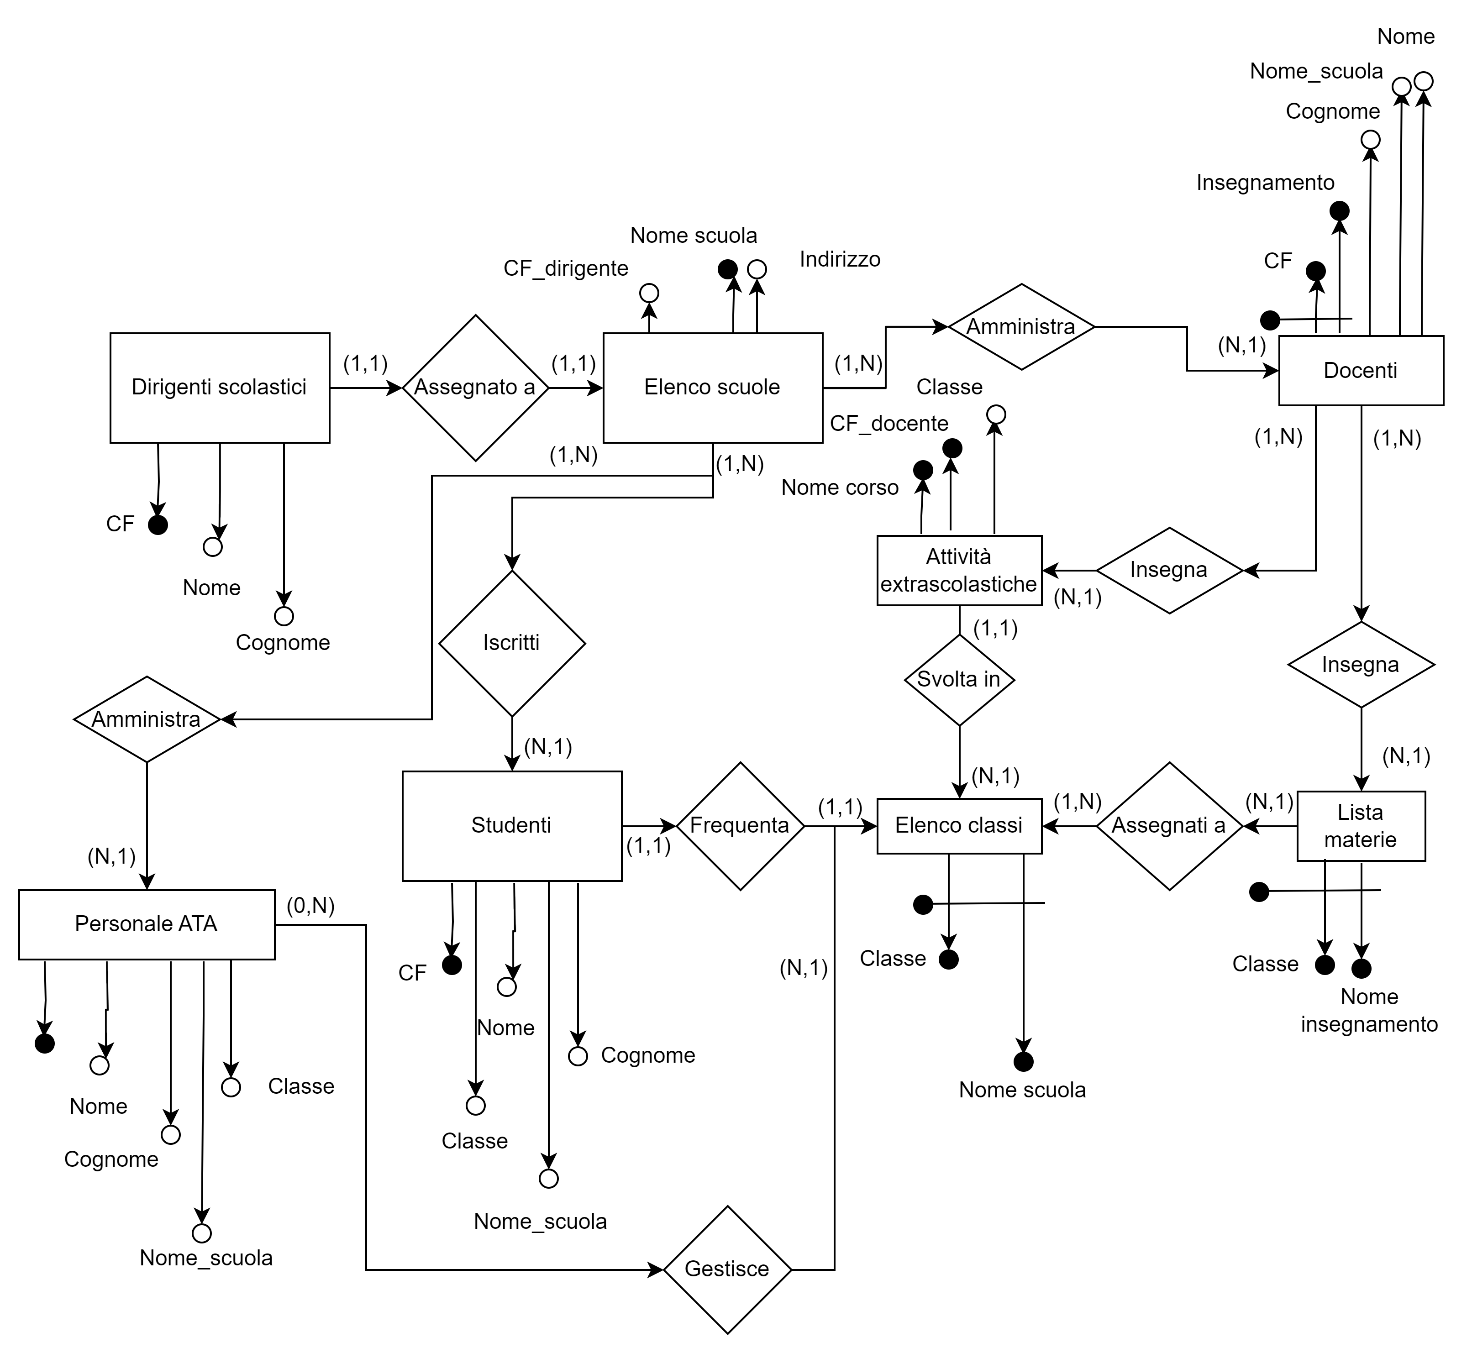 Nome
Nome_scuola
Cognome
Insegnamento
CF
Nome scuola
CF_dirigente
Indirizzo
Amministra
(N,1)
(1,1)
(1,1)
(1,N)
Dirigenti scolastici
Assegnato a
Elenco scuole
Docenti
Classe
CF_docente
(1,N)
(1,N)
(1,N)
(1,N)
Nome corso
CF
Nome
Cognome
Attività
extrascolastiche
Insegna
(N,1)
(1,1)
Iscritti
Svolta in
Insegna
Amministra
(N,1)
(N,1)
(N,1)
(1,1)
(1,N)
(N,1)
Studenti
Frequenta
Elenco classi
Assegnati a
Lista
materie
(1,1)
(N,1)
Personale ATA
(0,N)
CF
(N,1)
Classe
Classe
Nome
insegnamento
Nome
Cognome
Classe
Nome scuola
Nome
Classe
Cognome
Nome_scuola
Nome_scuola
Gestisce